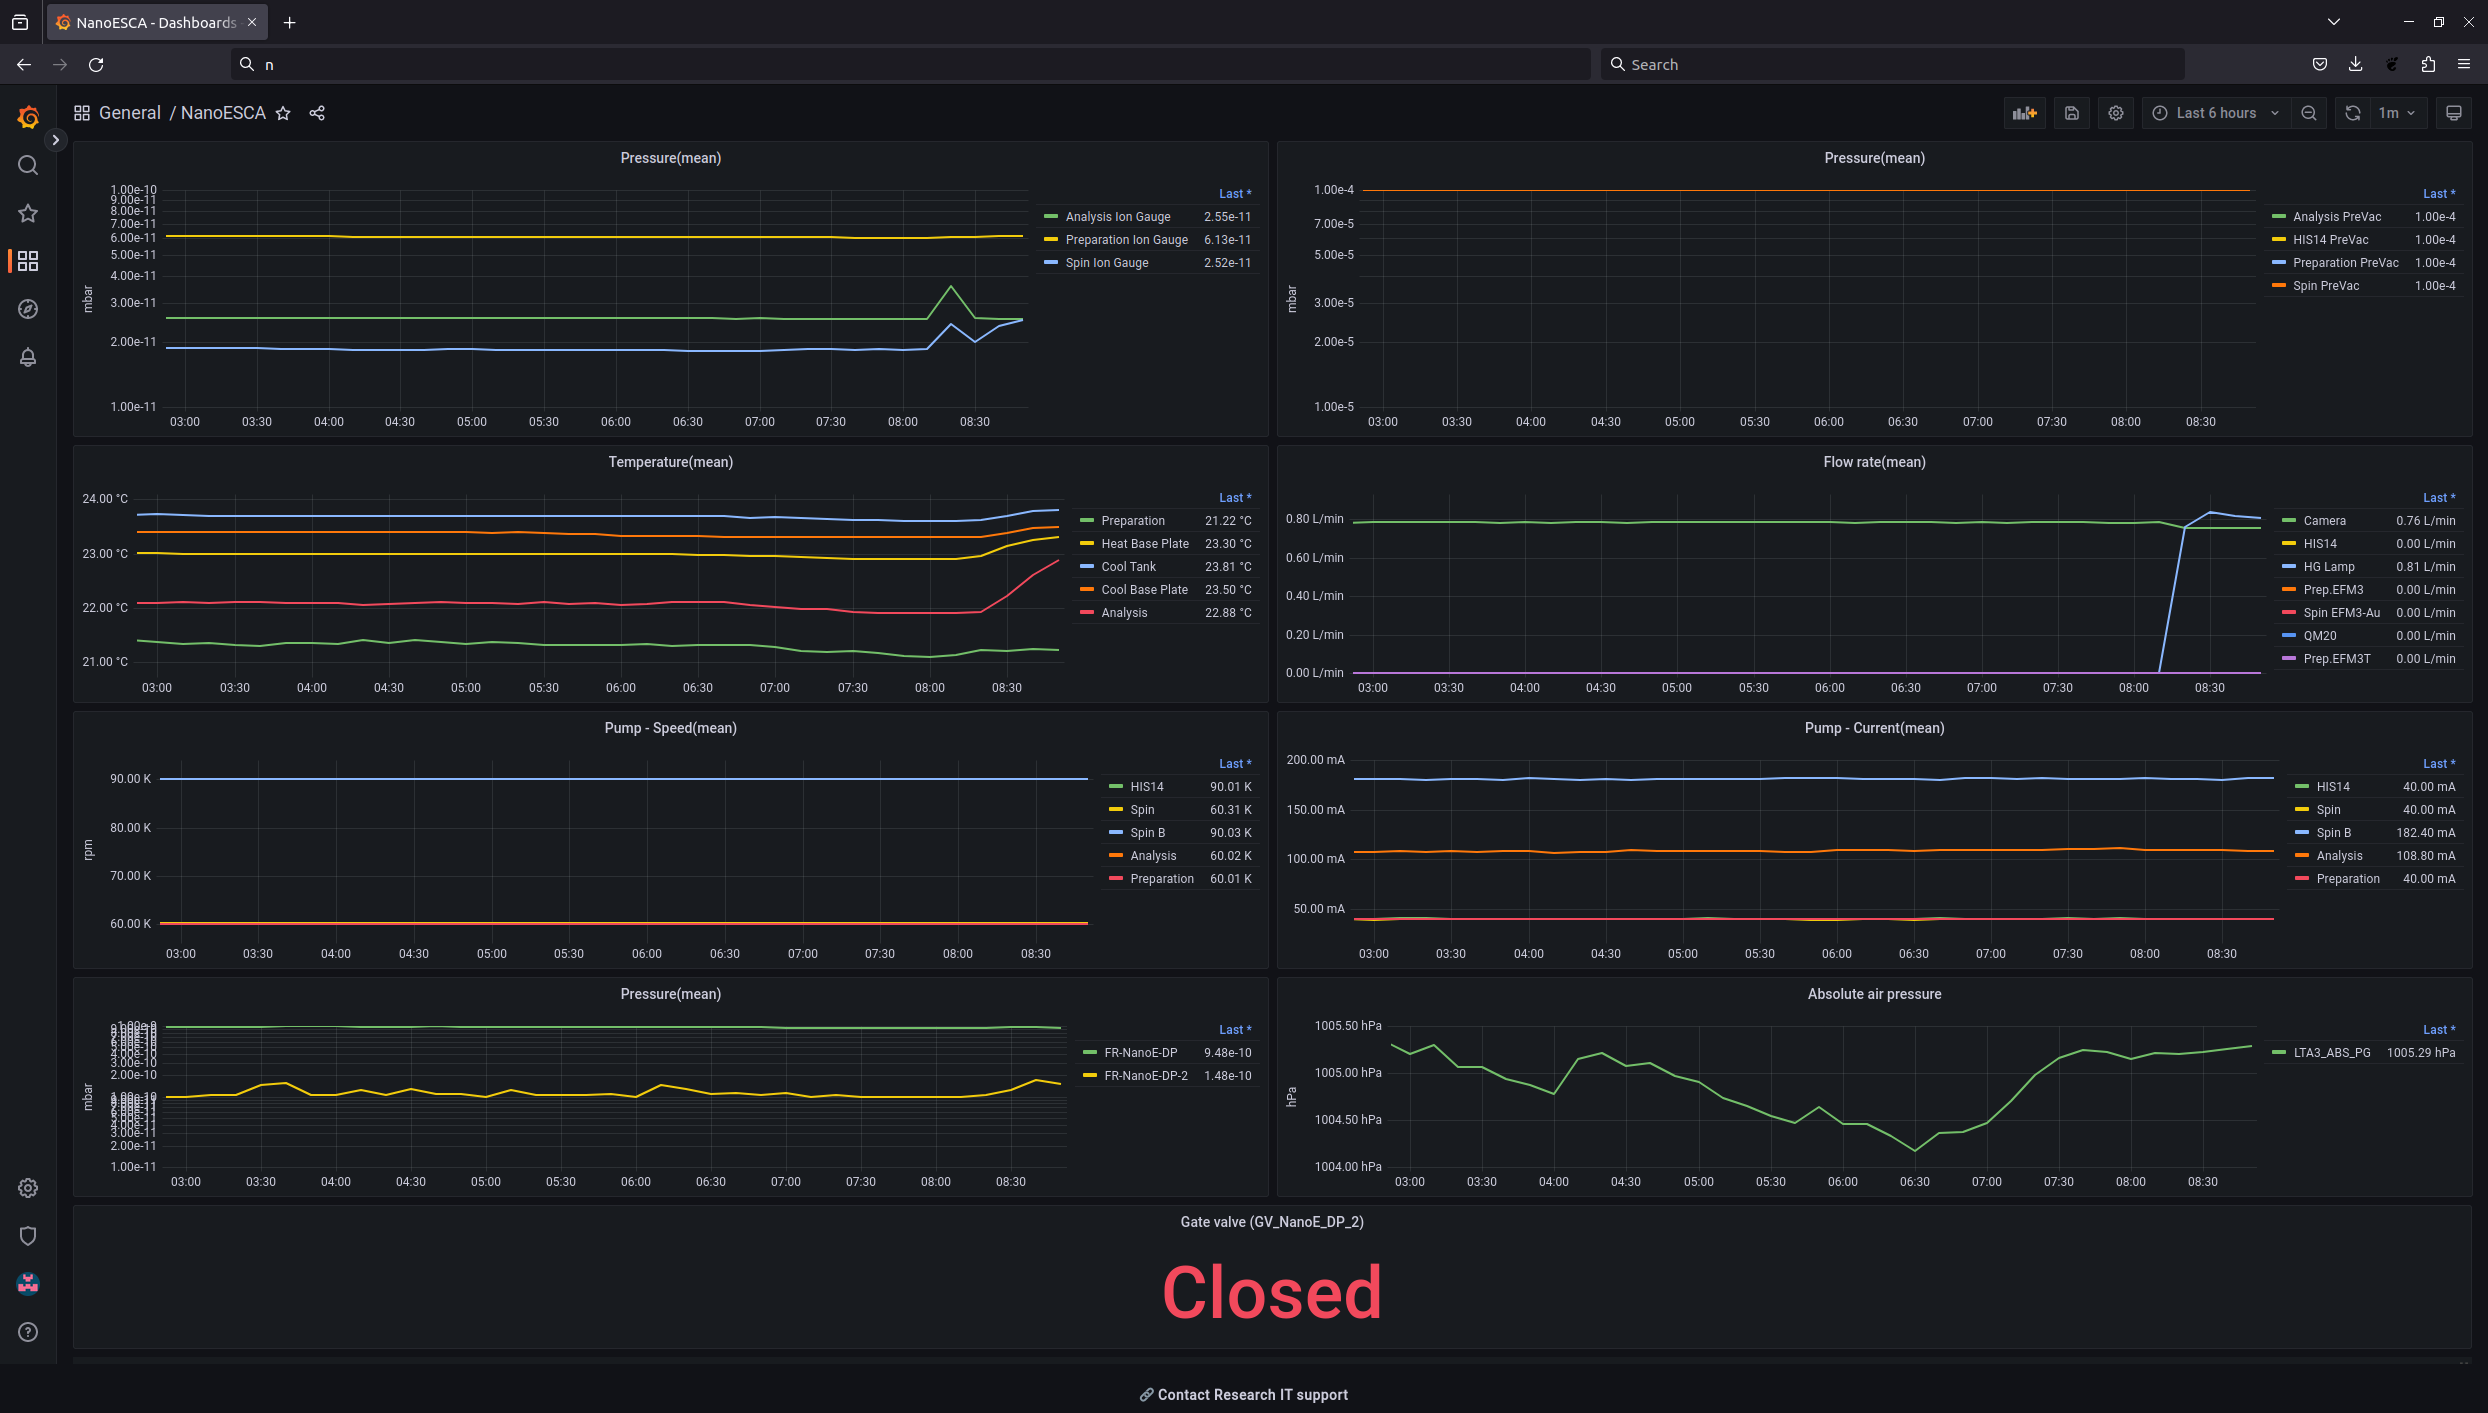 NanoESCA - Dashboards
n
Search
General / NanoESCA
Last 6 hours
1m
Pressure(mean)
1.00e-10
9.00e-11
8.00e-11
7.00e-11
6.00e-11
5.00e-11
4.00e-11
3.00e-11
2.00e-11
1.00e-11
mbar
03:00 03:30 04:00 04:30 05:00 05:30 06:00 06:30 07:00 07:30 08:00 08:30
Last *
Analysis Ion Gauge 2.55e-11
Preparation Ion Gauge 6.13e-11
Spin Ion Gauge 2.52e-11
Pressure(mean)
1.00e-4
7.00e-5
5.00e-5
3.00e-5
2.00e-5
1.00e-5
mbar
03:00 03:30 04:00 04:30 05:00 05:30 06:00 06:30 07:00 07:30 08:00 08:30
Last *
Analysis PreVac 1.00e-4
HIS14 PreVac 1.00e-4
Preparation PreVac 1.00e-4
Spin PreVac 1.00e-4
Temperature(mean)
24.00 °C
23.00 °C
22.00 °C
21.00 °C
03:00 03:30 04:00 04:30 05:00 05:30 06:00 06:30 07:00 07:30 08:00 08:30
Last *
Preparation 21.22 °C
Heat Base Plate 23.30 °C
Cool Tank 23.81 °C
Cool Base Plate 23.50 °C
Analysis 22.88 °C
Flow rate(mean)
0.80 L/min
0.60 L/min
0.40 L/min
0.20 L/min
0.00 L/min
03:00 03:30 04:00 04:30 05:00 05:30 06:00 06:30 07:00 07:30 08:00 08:30
Last *
Camera 0.76 L/min
HIS14 0.00 L/min
HG Lamp 0.81 L/min
Prep.EFM3 0.00 L/min
Spin EFM3-Au 0.00 L/min
QM20 0.00 L/min
Prep.EFM3T 0.00 L/min
Pump - Speed(mean)
90.00 K
80.00 K
70.00 K
60.00 K
rpm
03:00 03:30 04:00 04:30 05:00 05:30 06:00 06:30 07:00 07:30 08:00 08:30
Last *
HIS14 90.01 K
Spin 60.31 K
Spin B 90.03 K
Analysis 60.02 K
Preparation 60.01 K
Pump - Current(mean)
200.00 mA
150.00 mA
100.00 mA
50.00 mA
03:00 03:30 04:00 04:30 05:00 05:30 06:00 06:30 07:00 07:30 08:00 08:30
Last *
HIS14 40.00 mA
Spin 40.00 mA
Spin B 182.40 mA
Analysis 108.80 mA
Preparation 40.00 mA
Pressure(mean)
4.00e-10
3.00e-10
2.00e-10
1.00e-10
4.00e-11
3.00e-11
2.00e-11
1.00e-11
mbar
03:00 03:30 04:00 04:30 05:00 05:30 06:00 06:30 07:00 07:30 08:00 08:30
Last *
FR-NanoE-DP 9.48e-10
FR-NanoE-DP-2 1.48e-10
Absolute air pressure
1005.50 hPa
1005.00 hPa
1004.50 hPa
1004.00 hPa
hPa
03:00 03:30 04:00 04:30 05:00 05:30 06:00 06:30 07:00 07:30 08:00 08:30
Last *
LTA3_ABS_PG 1005.29 hPa
Gate valve (GV_NanoE_DP_2)
Closed
Contact Research IT support